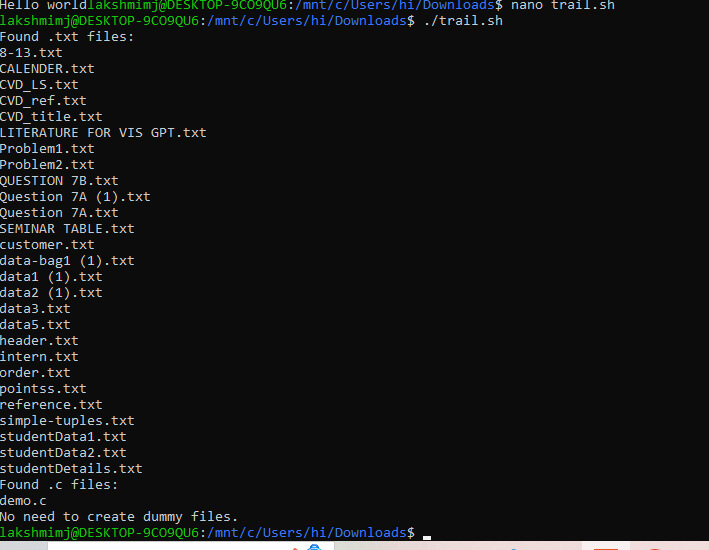 Hello worldlakshmimj@DESKTOP-9CO9QU6:/mnt/c/Users/hi/Downloads$ nano trail.sh
lakshmimj@DESKTOP-9CO9QU6:/mnt/c/Users/hi/Downloads$ ./trail.sh
Found .txt files:
8-13.txt
CALENDER.txt
CVD_LS.txt
CVD_ref.txt
CVD_title.txt
LITERATURE FOR VIS GPT.txt
Problem1.txt
Problem2.txt
QUESTION 7B.txt
Question 7A (1).txt
Question 7A.txt
SEMINAR TABLE.txt
customer.txt
data-bag1 (1).txt
data1 (1).txt
data2 (1).txt
data3.txt
data5.txt
header.txt
intern.txt
order.txt
pointss.txt
reference.txt
simple-tuples.txt
studentData1.txt
studentData2.txt
studentDetails.txt
Found .c files:
demo.c
No need to create dummy files.
lakshmimj@DESKTOP-9CO9QU6:/mnt/c/Users/hi/Downloads$